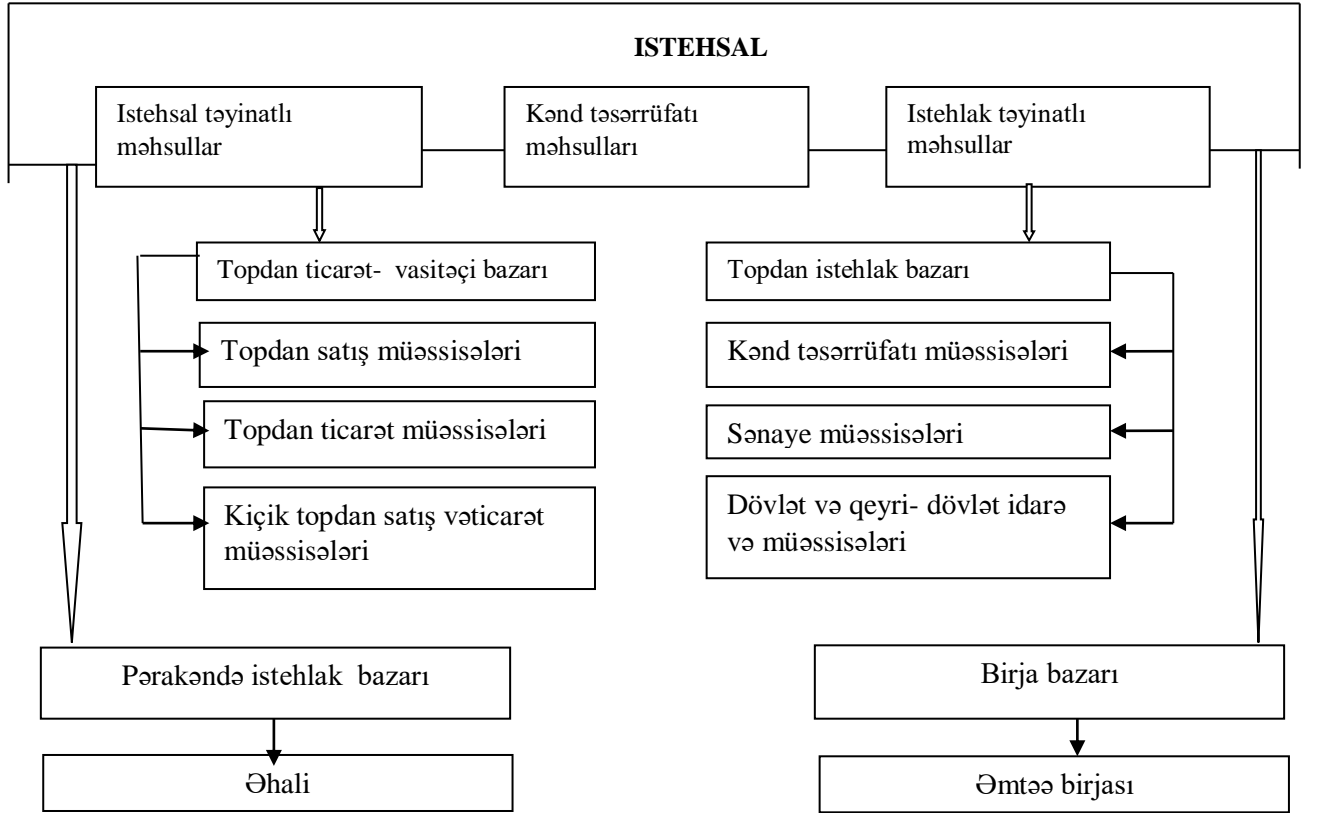 ISTEHSAL
Istehsal təyinatlı
məhsullar
Kənd təsərrüfatı
məhsulları
Istehlak təyinatlı
məhsullar
Topdan ticarət- vasitəçi bazarı
Topdan satış müəssisələri
Topdan ticarət müəssisələri
Kiçik topdan satış vəticarət
müəssisələri
Topdan istehlak bazarı
Kənd təsərrüfatı müəssisələri
Sənaye müəssisələri
Dövlət və qeyri- dövlət idarə
və müəssisələri
Pərakəndə istehlak bazarı
Əhali
Birja bazarı
Əmtəə birjası